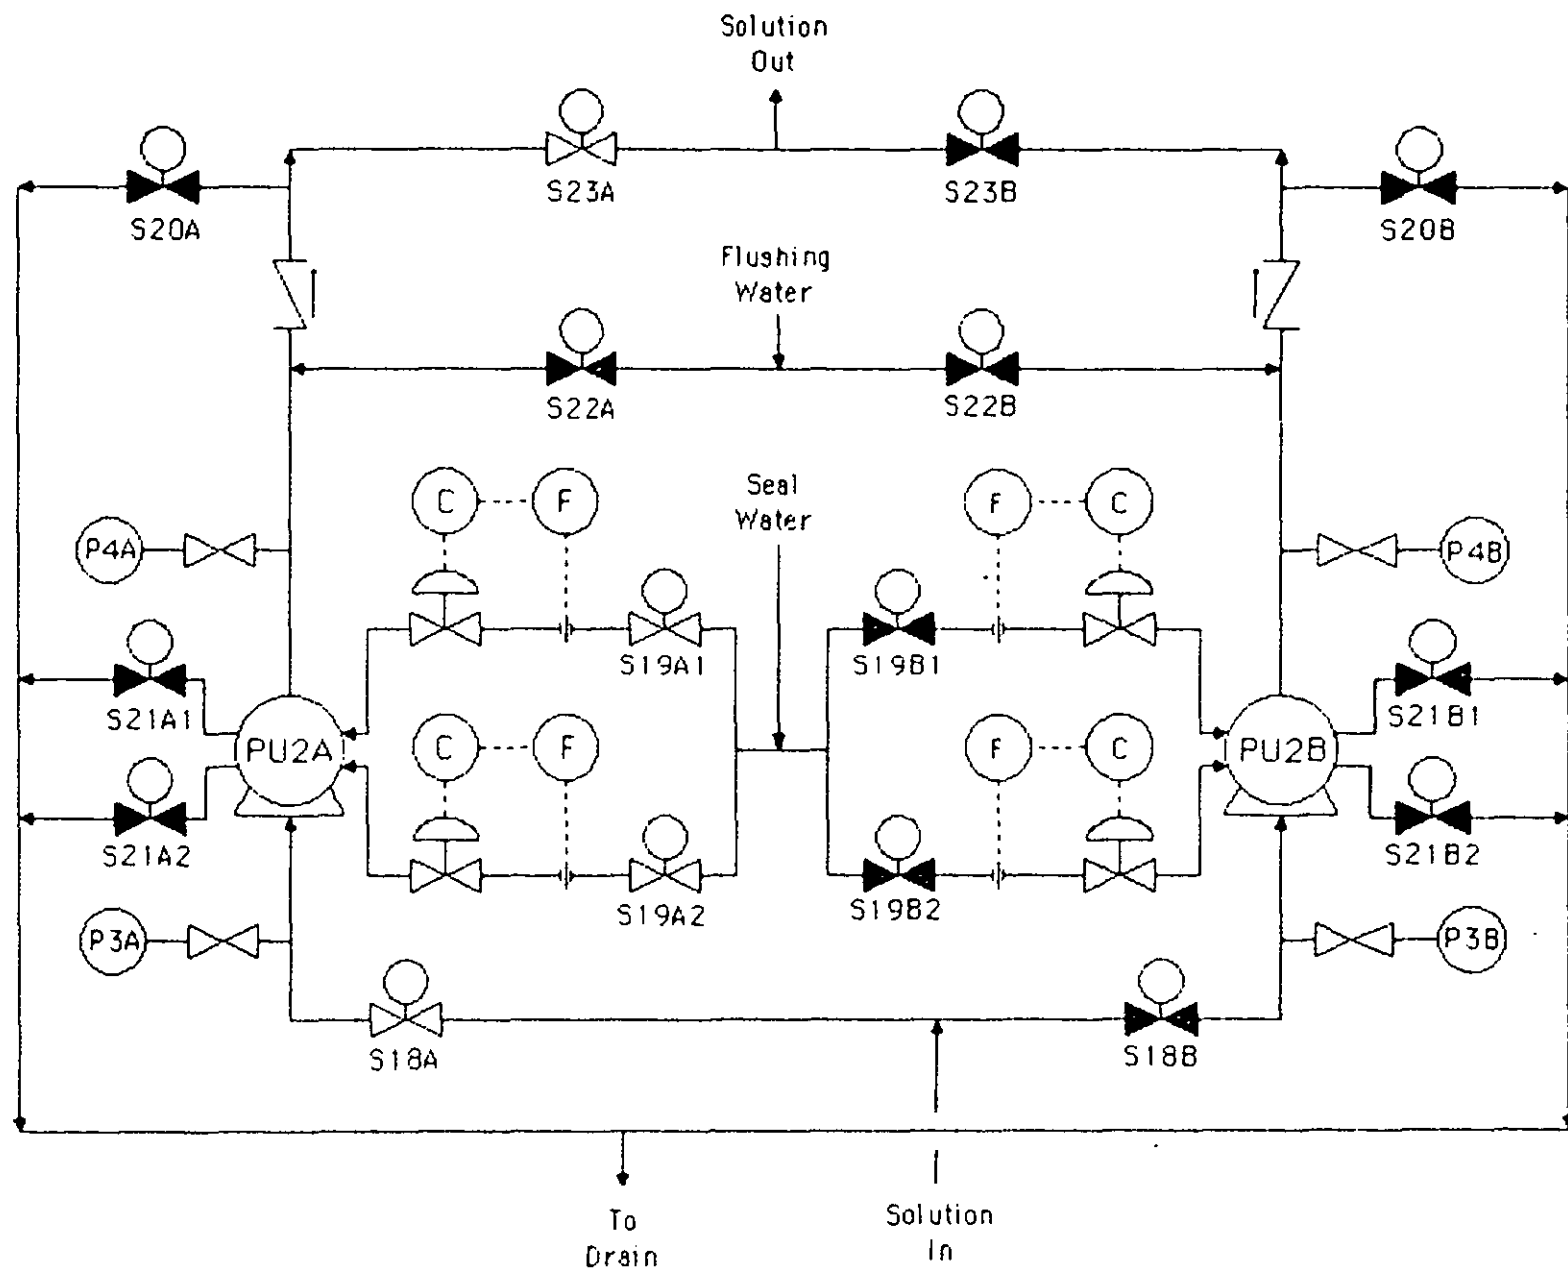 Solution
Out
S23A
S23B
S20A
S20B
Flushing
Water
S22A
S22B
C
F
Seal
Water
F
C
P4A
P4B
S19A1
S19B1
S21A1
S21B1
C
F
F
C
PU2A
PU2B
S21A2
S21B2
S19A2
S19B2
P3A
P3B
S18A
S18B
To
Drain
Solution
In